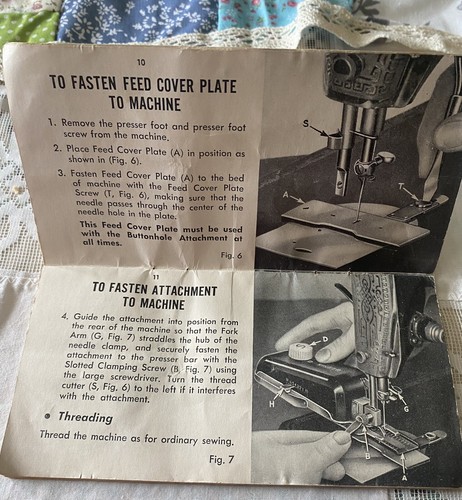 10
TO FASTEN FEED COVER PLATE
TO MACHINE
1. Remove the presser foot and presser foot
screw from the machine.
2. Place Feed Cover Plate (A) in position as
shown in (Fig. 6).
3. Fasten Feed Cover Plate (A) to the bed
of machine with the Feed Cover Plate
Screw (T, Fig. 6), making sure that the
needle passes through the center of the
needle hole in the plate.
This Feed Cover Plate must be used
with the Buttonhole Attachment at
all times.
Fig. 6
S
A
T
11
TO FASTEN ATTACHMENT
TO MACHINE
4. Guide the attachment into position from
the rear of the machine so that the Fork
Arm (G, Fig. 7) straddles the hub of the
needle clamp, and securely fasten the
attachment to the presser bar with the
Slotted Clamping Screw (B, Fig. 7) using
the large screwdriver. Turn the thread
cutter (S, Fig. 6) to the left if it interferes
with the attachment.
• Threading
Thread the machine as for ordinary sewing.
Fig. 7
D
H
G
B
A